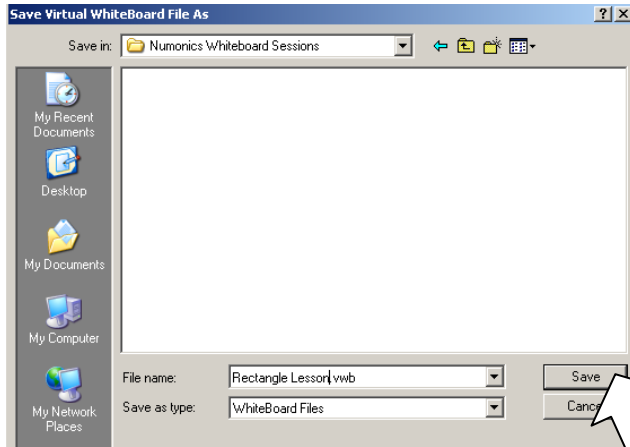 Save Virtual WhiteBoard File As
Save in:
Numonics Whiteboard Sessions
My Recent
Documents
Desktop
My Documents
My Computer
My Network
Places
File name:
Rectangle Lesson.vwb
Save
Save as type:
WhiteBoard Files
Cance